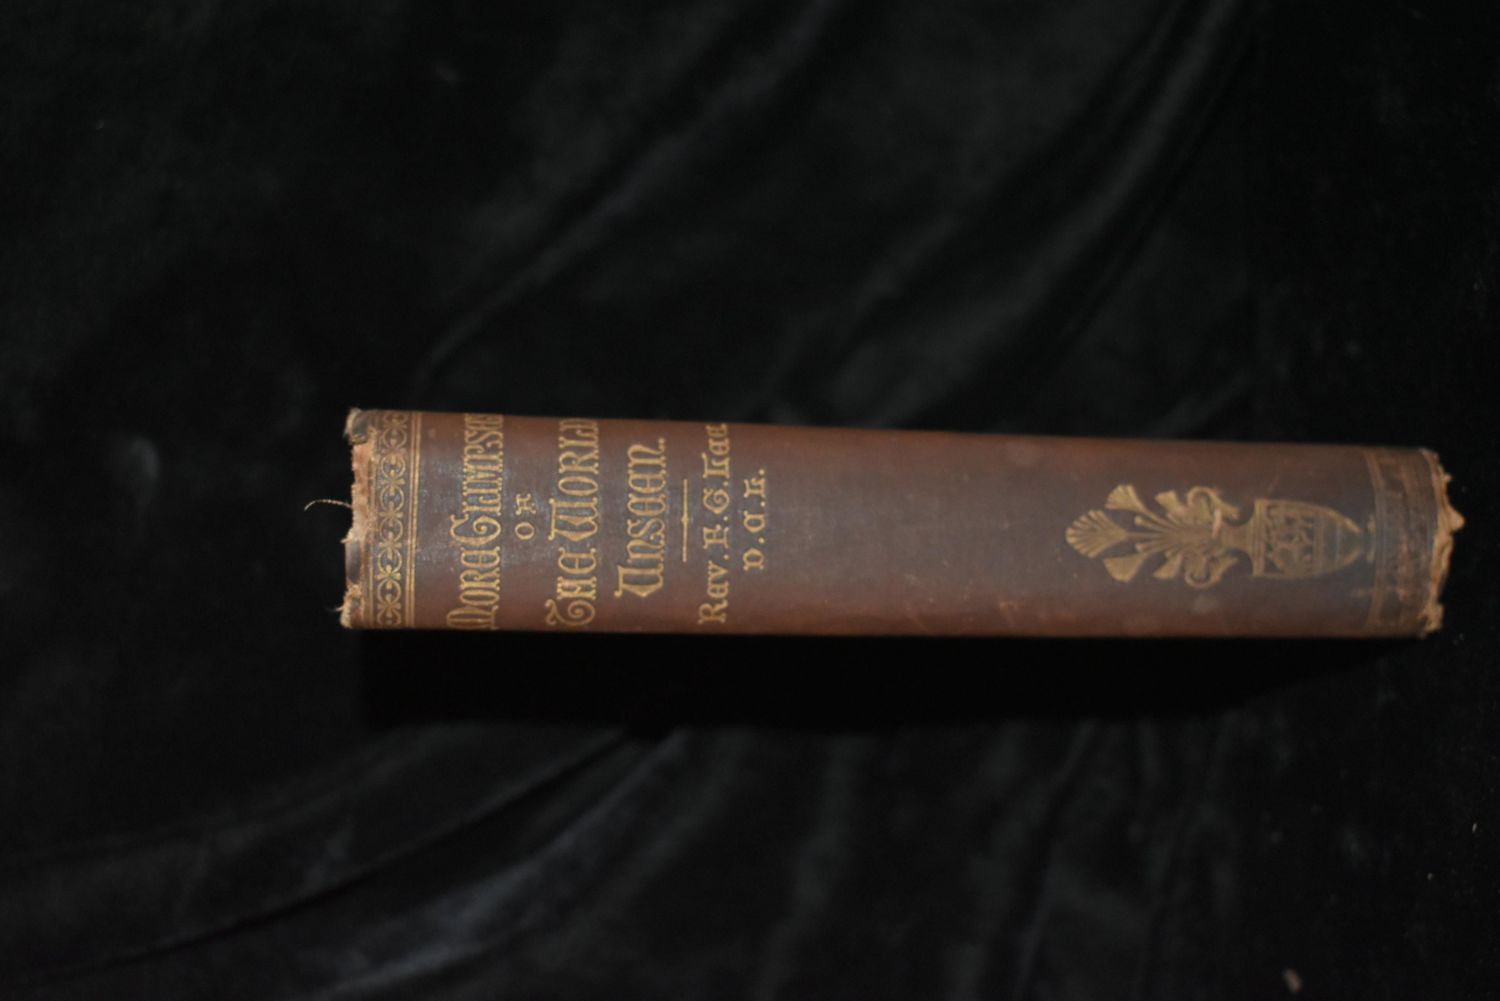 MORE GLIMPSES
OF
THE WORLD
UNSEEN.
Rev. F. G. Lee
D.C.L.